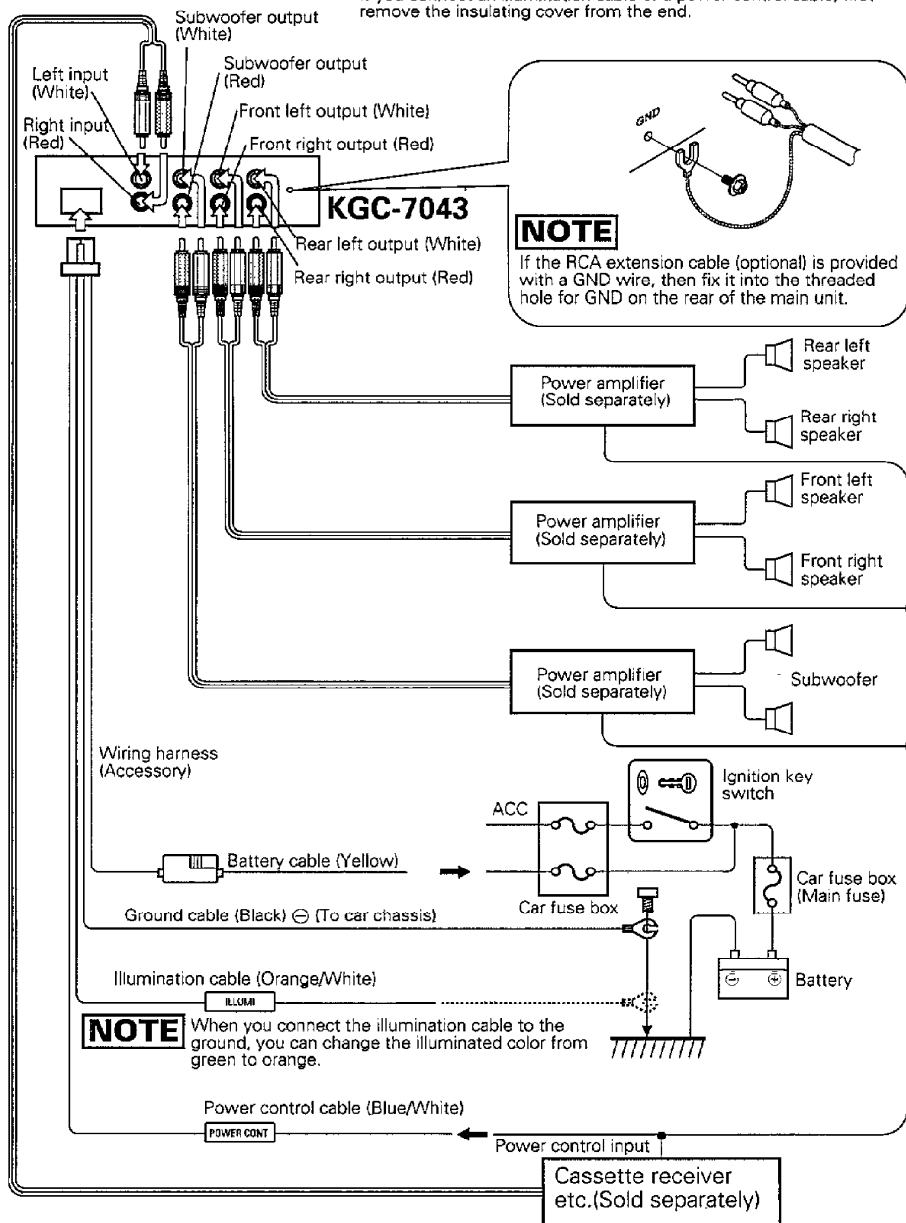 remove the insulating cover from the end.
Subwoofer output
(White)
Subwoofer output
(Red)
Left input
(White)
Front left output (White)
Right input
(Red)
Front right output (Red)
KGC-7043
Rear left output (White)
Rear right output (Red)
GND
NOTE
If the RCA extension cable (optional) is provided
with a GND wire, then fix it into the threaded
hole for GND on the rear of the main unit.
Power amplifier
(Sold separately)
Rear left
speaker
Rear right
speaker
Power amplifier
(Sold separately)
Front left
speaker
Front right
speaker
Power amplifier
(Sold separately)
Subwoofer
Wiring harness
(Accessory)
Ignition key
switch
ACC
Battery cable (Yellow)
Car fuse box
Car fuse box
(Main fuse)
Ground cable (Black) ⊖ (To car chassis)
Battery
Illumination cable (Orange/White)
ILLUMI
NOTE
When you connect the illumination cable to the
ground, you can change the illuminated color from
green to orange.
Power control cable (Blue/White)
POWER CONT
Power control input
Cassette receiver
etc.(Sold separately)